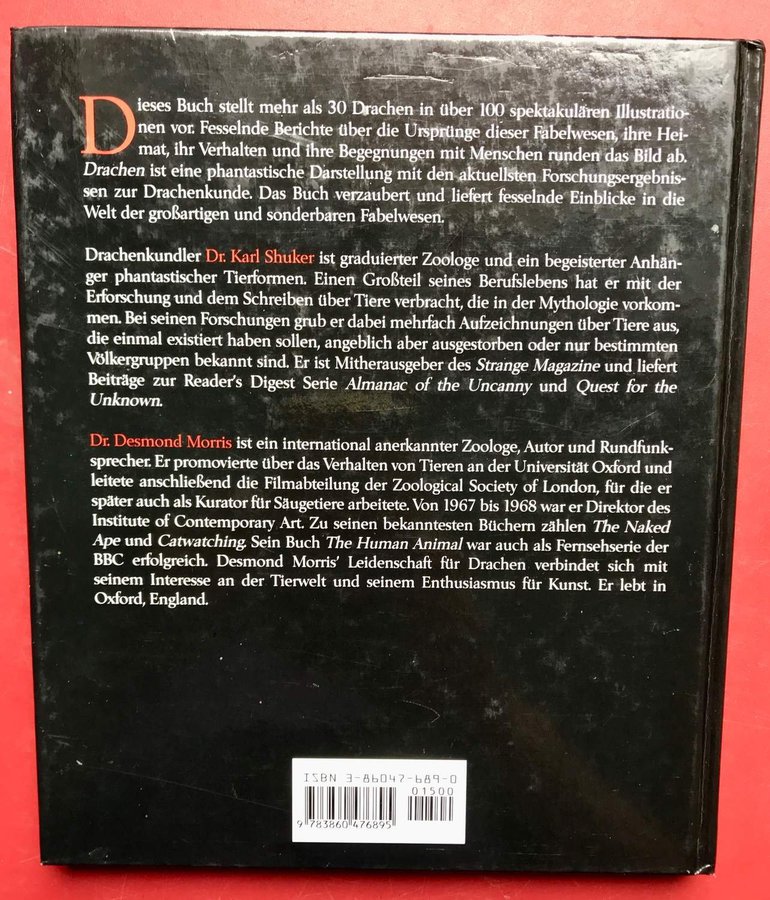 Dieses Buch stellt mehr als 30 Drachen in über 100 spektakulären Illustratio-
nen vor. Fesselnde Berichte über die Ursprünge dieser Fabelwesen, ihre Hei-
mat, ihr Verhalten und ihre Begegnungen mit Menschen runden das Bild ab.
Drachen ist eine phantastische Darstellung mit den aktuellsten Forschungsergebnis-
sen zur Drachenkunde. Das Buch verzaubert und liefert fesselnde Einblicke in die
Welt der großartigen und sonderbaren Fabelwesen.
Drachenkundler Dr. Karl Shuker ist graduierter Zoologe und ein begeisterter Anhän-
ger phantastischer Tierformen. Einen Großteil seines Berufslebens hat er mit der
Erforschung und dem Schreiben über Tiere verbracht, die in der Mythologie vorkom-
men. Bei seinen Forschungen grub er dabei mehrfach Aufzeichnungen über Tiere aus,
die einmal existiert haben sollen, angeblich aber ausgestorben oder nur bestimmten
Völkergruppen bekannt sind. Er ist Mitherausgeber des Strange Magazine und liefert
Beiträge zur Reader's Digest Serie Almanac of the Uncanny und Quest for the
Unknown.
Dr. Desmond Morris ist ein international anerkannter Zoologe, Autor und Rundfunk-
sprecher. Er promovierte über das Verhalten von Tieren an der Universität Oxford und
leitete anschließend die Filmabteilung der Zoological Society of London, für die er
später auch als Kurator für Säugetiere arbeitete. Von 1967 bis 1968 war er Direktor des
Institute of Contemporary Art. Zu seinen bekanntesten Büchern zählen The Naked
Ape und Catwatching. Sein Buch The Human Animal war auch als Fernsehserie der
BBC erfolgreich. Desmond Morris' Leidenschaft für Drachen verbindet sich mit
seinem Interesse an der Tierwelt und seinem Enthusiasmus für Kunst. Er lebt in
Oxford, England.
ISBN 3-86047-689-0
01500
9 783860 476895